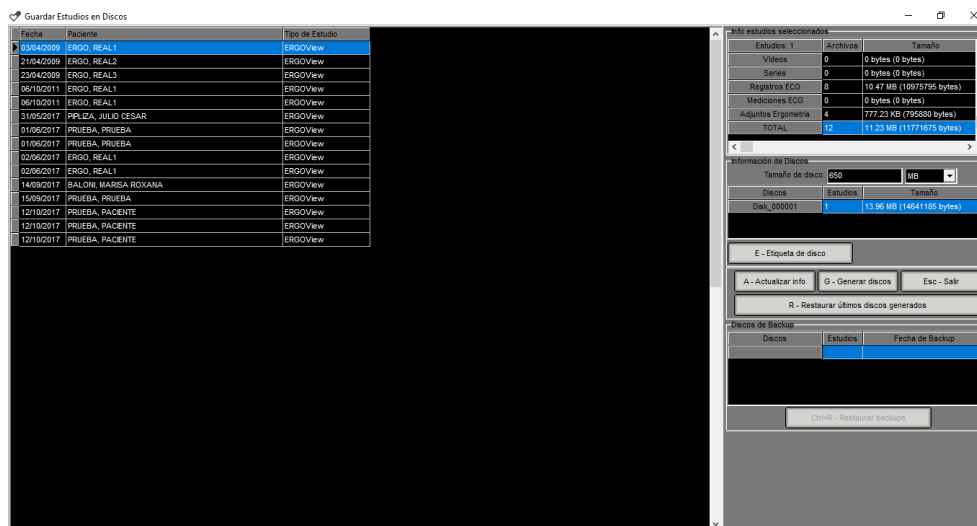 Guardar Estudios en Discos
Fecha Paciente Tipo de Estudio
03/04/2009 ERGO, REAL1 ERGOView
21/04/2009 ERGO, REAL2 ERGOView
23/04/2009 ERGO, REAL3 ERGOView
06/10/2011 ERGO, REAL1 ERGOView
06/10/2011 ERGO, REAL1 ERGOView
31/05/2017 PIPLIZA, JULIO CESAR ERGOView
01/06/2017 PRUEBA, PRUEBA ERGOView
01/06/2017 PRUEBA, PRUEBA ERGOView
02/06/2017 ERGO, REAL1 ERGOView
02/06/2017 ERGO, REAL1 ERGOView
14/09/2017 BALONI, MARISA ROXANA ERGOView
15/09/2017 PRUEBA, PRUEBA ERGOView
12/10/2017 PRUEBA, PACIENTE ERGOView
12/10/2017 PRUEBA, PACIENTE ERGOView
12/10/2017 PRUEBA, PACIENTE ERGOView
Info estudios seleccionados
Estudios: 1 Archivos Tamaño
Videos 0 0 bytes (0 bytes)
Series 0 0 bytes (0 bytes)
Registros ECG 8 10.47 MB (10975795 bytes)
Mediciones ECG 0 0 bytes (0 bytes)
Adjuntos Ergometría 4 777.23 KB (795880 bytes)
TOTAL 12 11.23 MB (11771675 bytes)
Información de Discos
Tamaño de disco: 650 MB
Discos Estudios Tamaño
Disk_000001 1 13.96 MB (14641185 bytes)
E - Etiqueta de disco
A - Actualizar info G - Generar discos Esc - Salir
R - Restaurar últimos discos generados
Discos de Backup
Discos Estudios Fecha de Backup
Ctrl+R - Restaurar backups